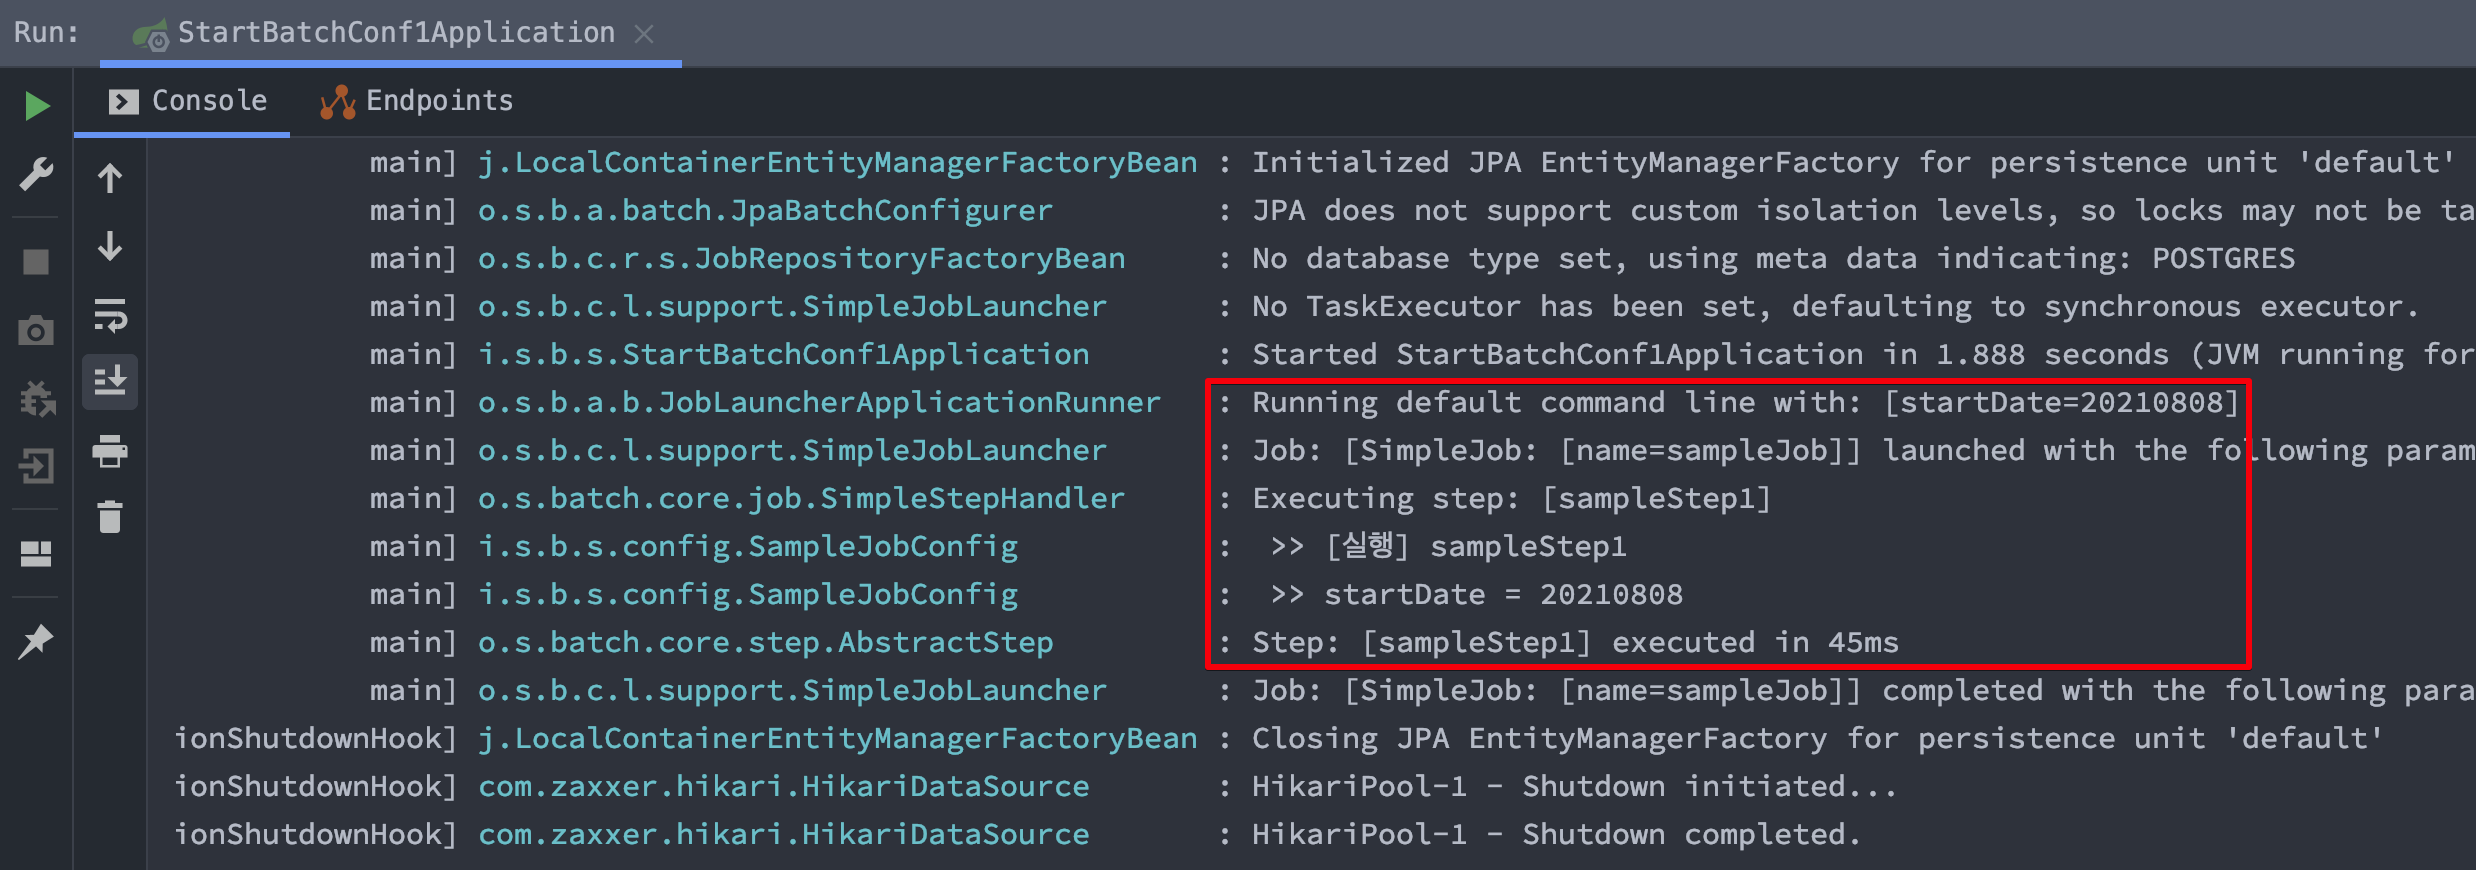 Run: StartBatchConf1Application
Console Endpoints
main] j.LocalContainerEntityManagerFactoryBean : Initialized JPA EntityManagerFactory for persistence unit 'default'
main] o.s.b.a.batch.JpaBatchConfigurer : JPA does not support custom isolation levels, so locks may not be ta
main] o.s.b.c.r.s.JobRepositoryFactoryBean : No database type set, using meta data indicating: POSTGRES
main] o.s.b.c.l.support.SimpleJobLauncher : No TaskExecutor has been set, defaulting to synchronous executor.
main] i.s.b.s.StartBatchConf1Application : Started StartBatchConf1Application in 1.888 seconds (JVM running for
main] o.s.b.a.b.JobLauncherApplicationRunner : Running default command line with: [startDate=20210808]
main] o.s.b.c.l.support.SimpleJobLauncher : Job: [SimpleJob: [name=sampleJob]] launched with the following param
main] o.s.batch.core.job.SimpleStepHandler : Executing step: [sampleStep1]
main] i.s.b.s.config.SampleJobConfig : >> [실행] sampleStep1
main] i.s.b.s.config.SampleJobConfig : >> startDate = 20210808
main] o.s.batch.core.step.AbstractStep : Step: [sampleStep1] executed in 45ms
main] o.s.b.c.l.support.SimpleJobLauncher : Job: [SimpleJob: [name=sampleJob]] completed with the following para
ionShutdownHook] j.LocalContainerEntityManagerFactoryBean : Closing JPA EntityManagerFactory for persistence unit 'default'
ionShutdownHook] com.zaxxer.hikari.HikariDataSource : HikariPool-1 - Shutdown initiated...
ionShutdownHook] com.zaxxer.hikari.HikariDataSource : HikariPool-1 - Shutdown completed.